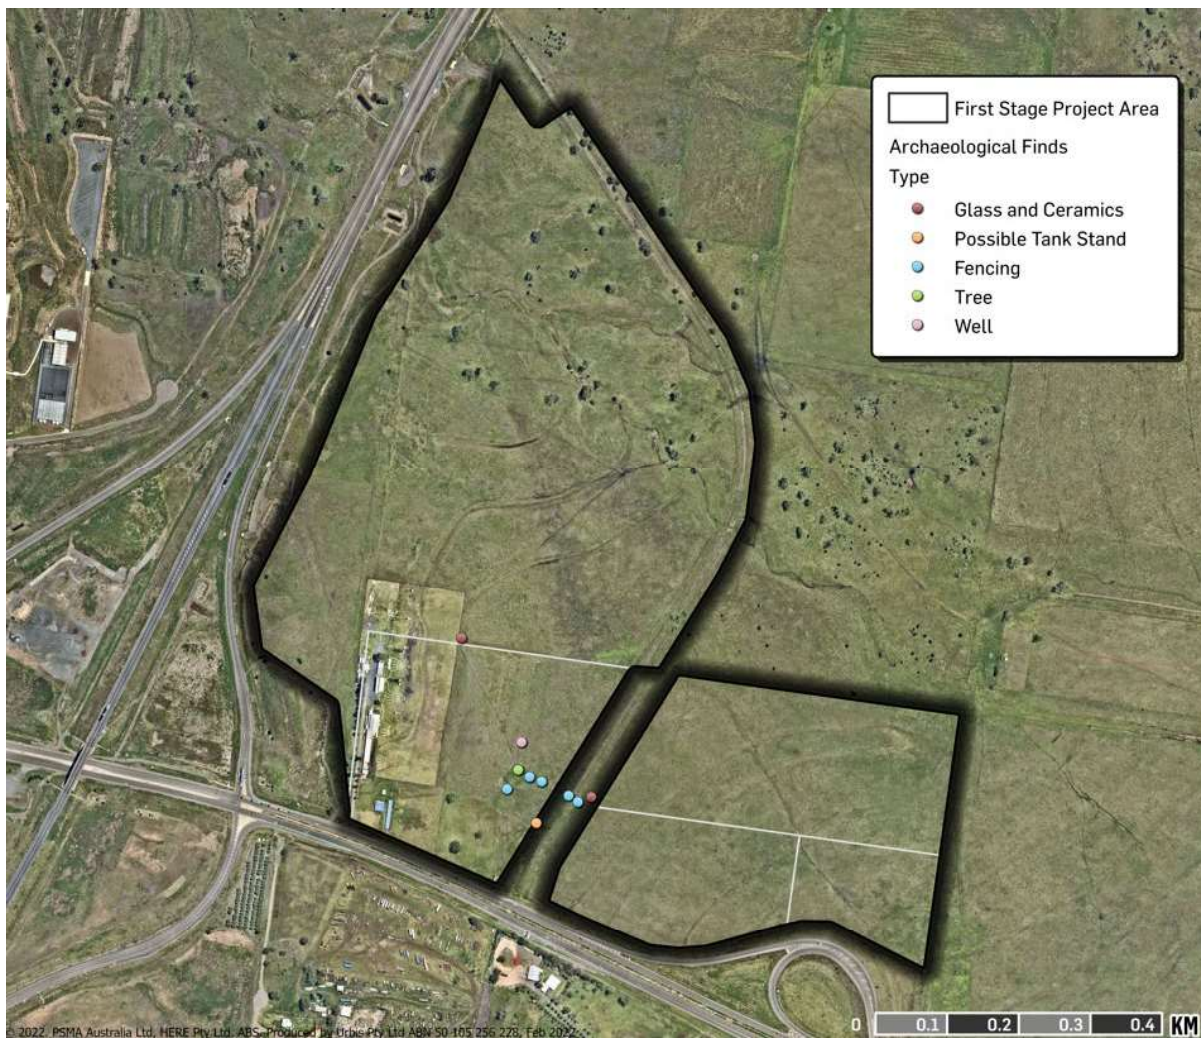 First Stage Project Area
Archaeological Finds
Type
Glass and Ceramics
Possible Tank Stand
Fencing
Tree
Well
© 2022. PSMA Australia Ltd, HERE Pty Ltd. ABS. Produced by Urbis Pty Ltd ABN 50 105 256 228, Feb 2022
0 0.1 0.2 0.3 0.4 KM